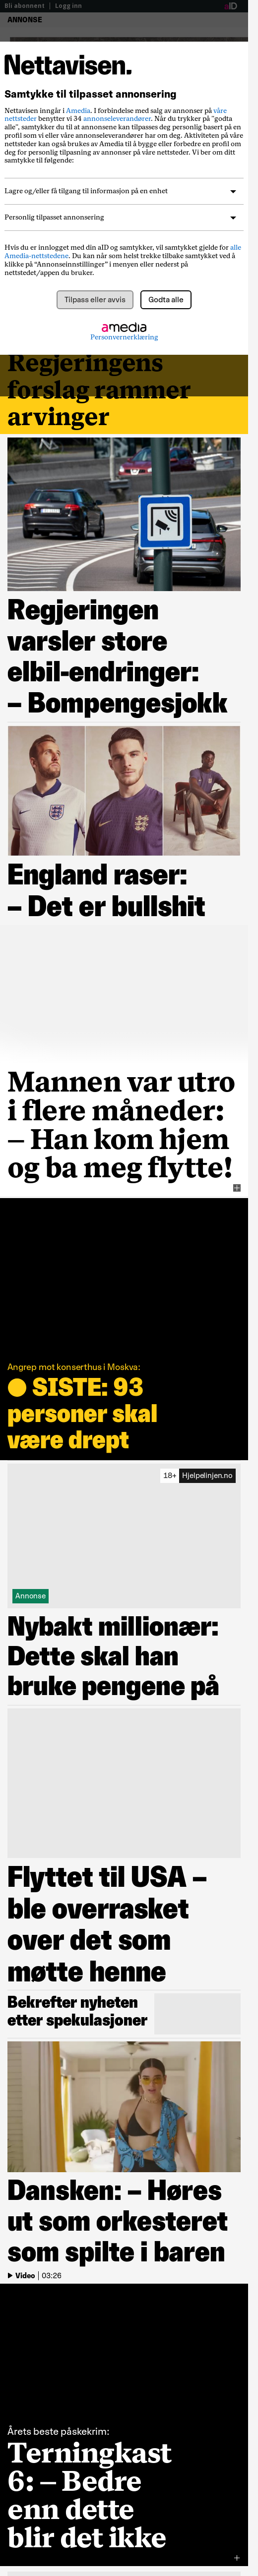 Bli abonnent | Logg inn
aID
ANNONSE
Nettavisen.
Samtykke til tilpasset annonsering
Nettavisen inngår i Amedia. I forbindelse med salg av annonser på våre
nettsteder benytter vi 34 annonseleverandører. Når du trykker på "godta
alle", samtykker du til at annonsene kan tilpasses deg personlig basert på en
profil som vi eller våre annonseleverandører har om deg. Aktiviteten på våre
nettsteder kan også brukes av Amedia til å bygge eller forbedre en profil om
deg for personlig tilpasning av annonser på våre nettsteder. Vi ber om ditt
samtykke til følgende:
Lagre og/eller få tilgang til informasjon på en enhet
Personlig tilpasset annonsering
Hvis du er innlogget med din aID og samtykker, vil samtykket gjelde for alle
Amedia-nettstedene. Du kan når som helst trekke tilbake samtykket ved å
klikke på “Annonseinnstillinger” i menyen eller nederst på
nettstedet/appen du bruker.
Tilpass eller avvis
Godta alle
amedia
Personvernerklæring
Regjeringens
forslag rammer
arvinger
Regjeringen
varsler store
elbil-endringer:
– Bompengesjokk
England raser:
– Det er bullshit
Mannen var utro
i flere måneder:
– Han kom hjem
og ba meg flytte!
Angrep mot konserthus i Moskva:
SISTE: 93
personer skal
være drept
18+ Hjelpelinjen.no
Annonse
Nybakt millionær:
Dette skal han
bruke pengene på
Flyttet til USA –
ble overrasket
over det som
møtte henne
Bekrefter nyheten
etter spekulasjoner
Dansken: – Høres
ut som orkesteret
som spilte i baren
Video | 03:26
Årets beste påskekrim:
Terningkast
6: – Bedre
enn dette
blir det ikke